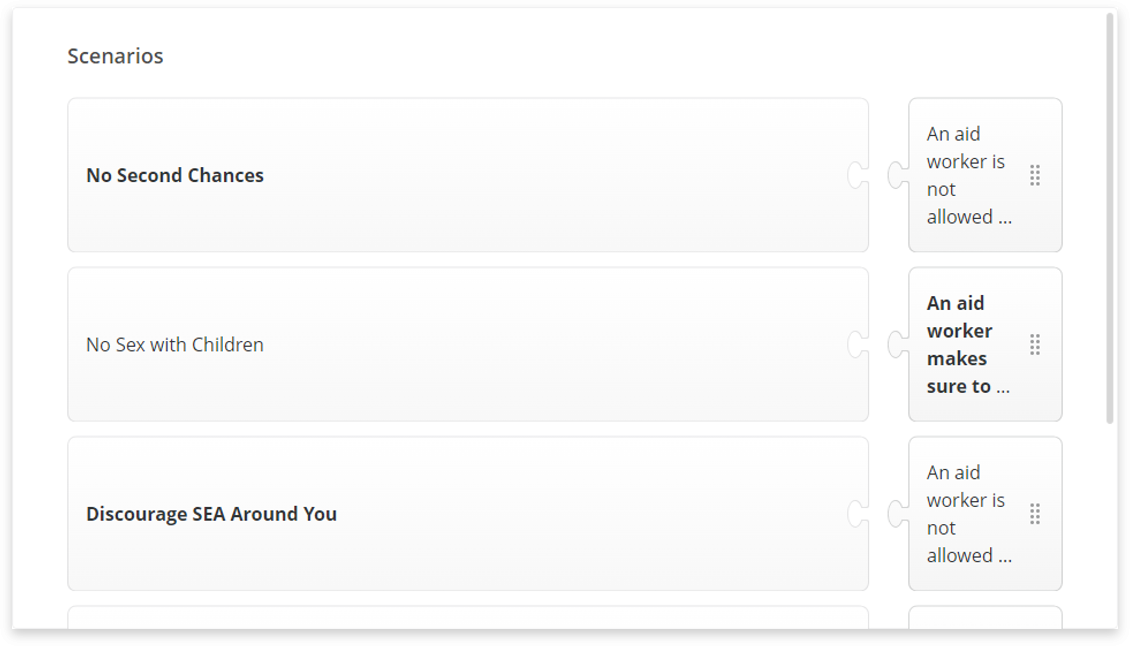 Scenarios
No Second Chances
An aid
worker is
not
allowed ...
No Sex with Children
An aid
worker
makes
sure to ...
Discourage SEA Around You
An aid
worker is
not
allowed ...